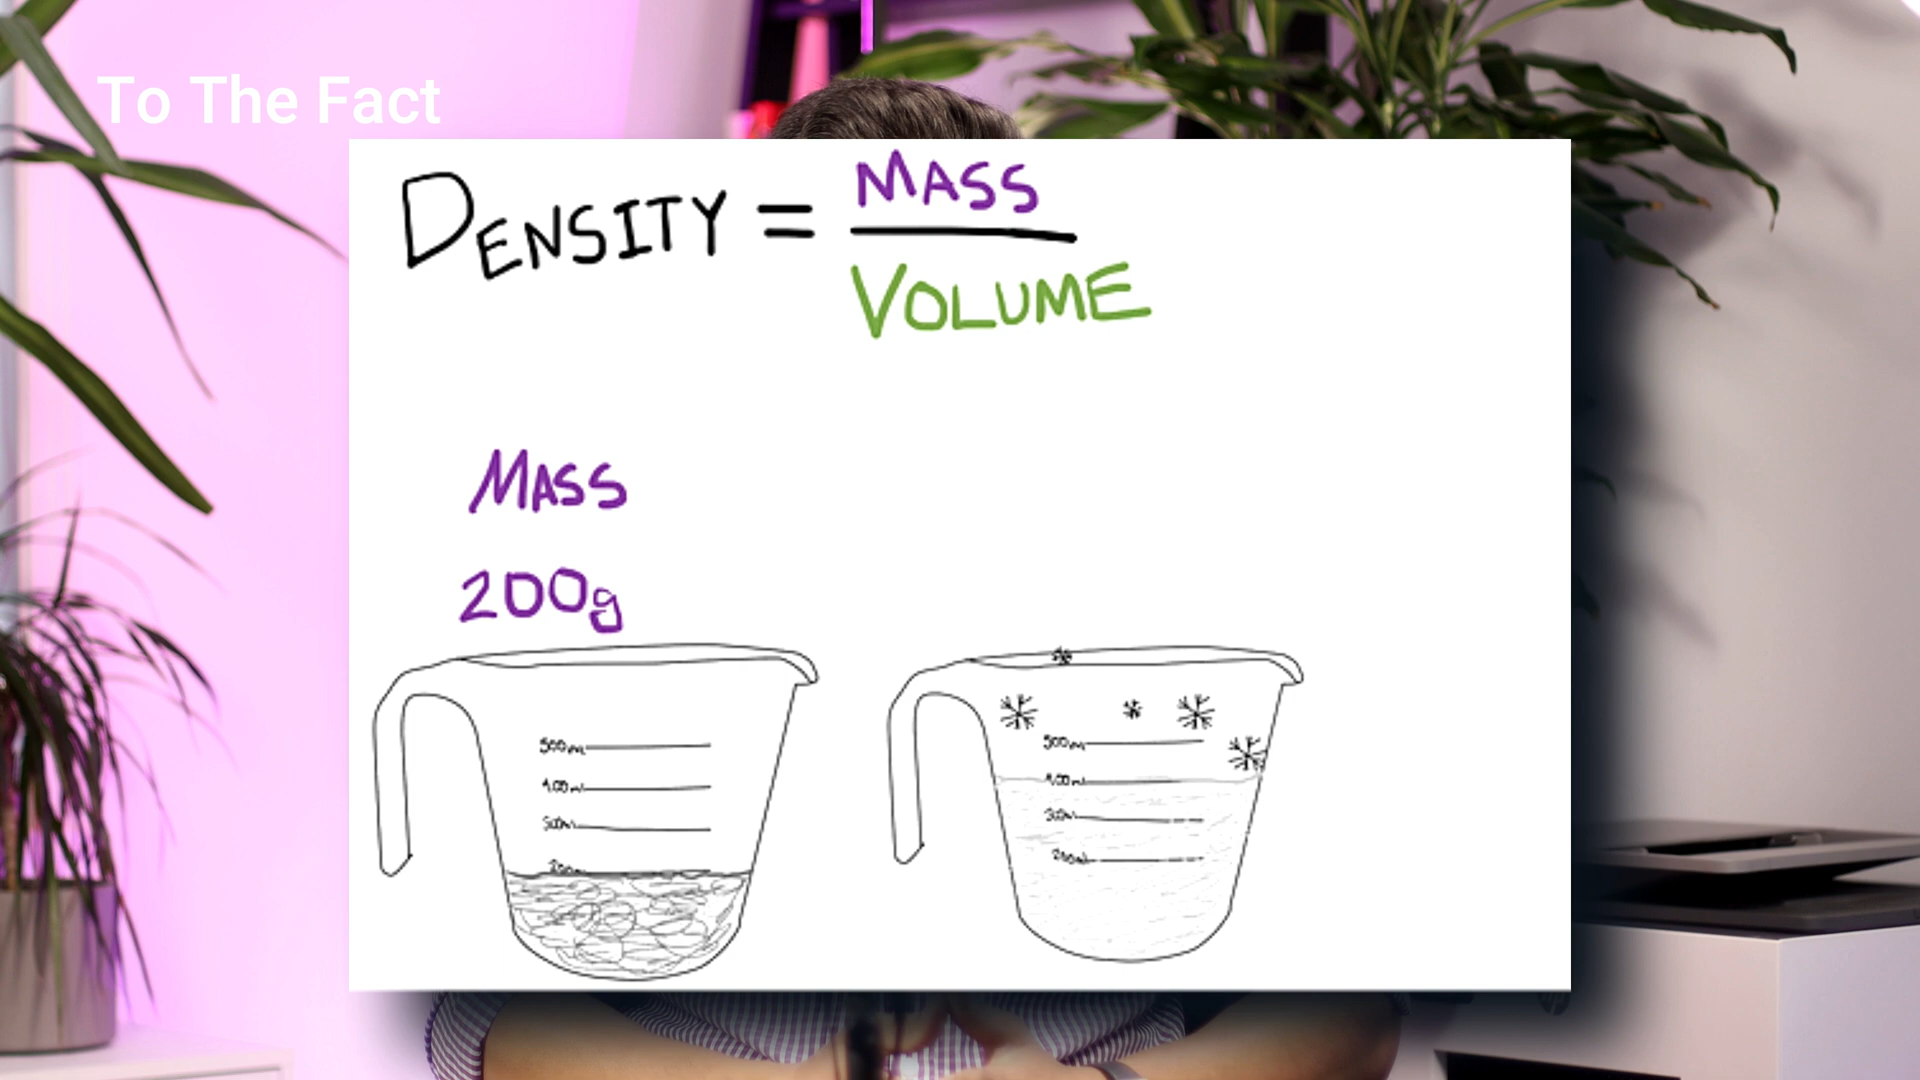 To The Fact
DENSITY = MASS
VOLUME
MASS
200g
500ml
400ml
300ml
200ml
500ml
400ml
300ml
200ml